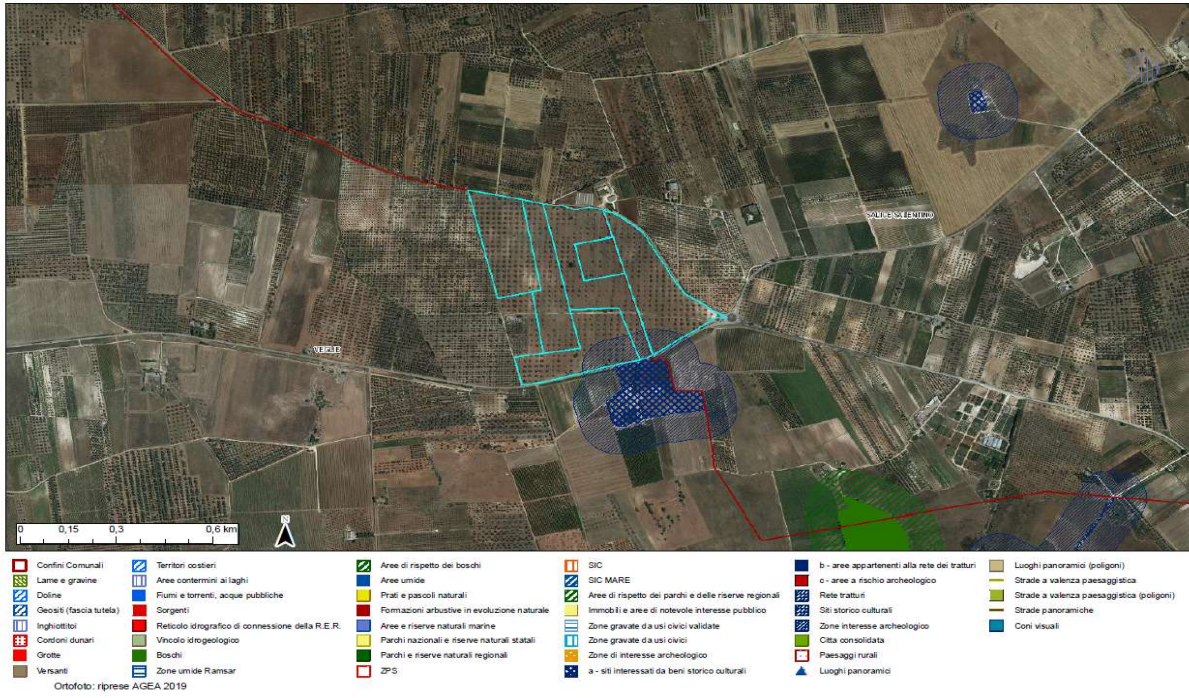 SALICE SALENTINO
VEGLIE
0 0,15 0,3 0,6 km
N
Confini Comunali
Lame e gravine
Doline
Geositi (fascia tutela)
Inghiottitoi
Cordoni dunari
Grotte
Versanti
Territori costieri
Aree contermini ai laghi
Fiumi e torrenti, acque pubbliche
Sorgenti
Reticolo idrografico di connessione della R.E.R.
Vincolo idrogeologico
Boschi
Zone umide Ramsar
Aree di rispetto dei boschi
Aree umide
Prati e pascoli naturali
Formazioni arbustive in evoluzione naturale
Aree e riserve naturali marine
Parchi nazionali e riserve naturali statali
Parchi e riserve naturali regionali
ZPS
SIC
SIC MARE
Aree di rispetto dei parchi e delle riserve regionali
Immobili e aree di notevole interesse pubblico
Zone gravate da usi civici validate
Zone gravate da usi civici
Zone di interesse archeologico
a - siti interessati da beni storico culturali
b - aree appartenenti alla rete dei tratturi
c - aree a rischio archeologico
Rete tratturi
Siti storico culturali
Zone interesse archeologico
Citta consolidata
Paesaggi rurali
Luoghi panoramici
Luoghi panoramici (poligoni)
Strade a valenza paesaggistica
Strade a valenza paesaggistica (poligoni)
Strade panoramiche
Coni visuali
Ortofoto: riprese AGEA 2019